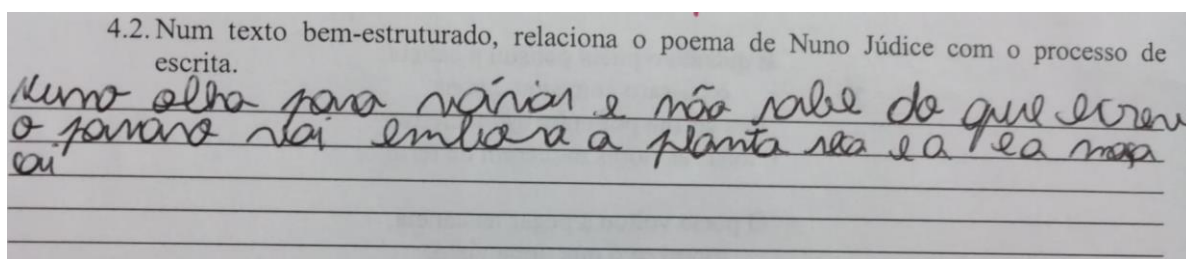 4.2. Num texto bem-estruturado, relaciona o poema de Nuno Júdice com o processo de
escrita.
Nuno olha para várias e não sabe do que escrev
o pássaro vai embora a planta seca e a maçã
cai